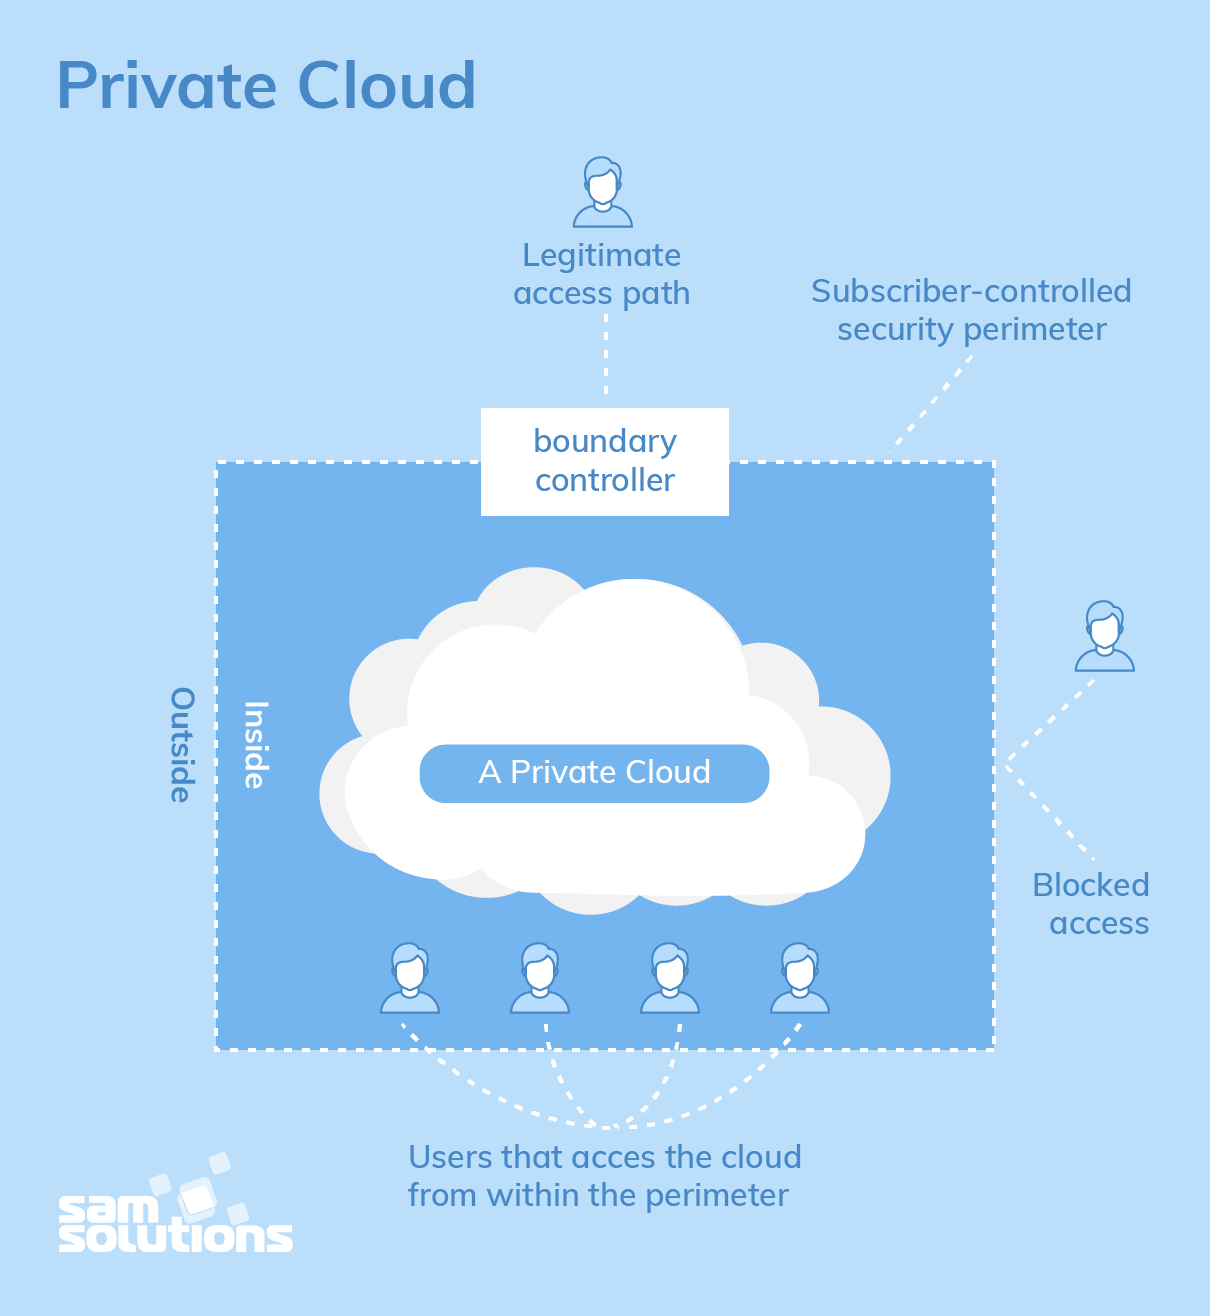 Private Cloud
Legitimate
access path
Subscriber-controlled
security perimeter
boundary
controller
Outside
Inside
A Private Cloud
Blocked
access
Users that acces the cloud
from within the perimeter
sam
solutions